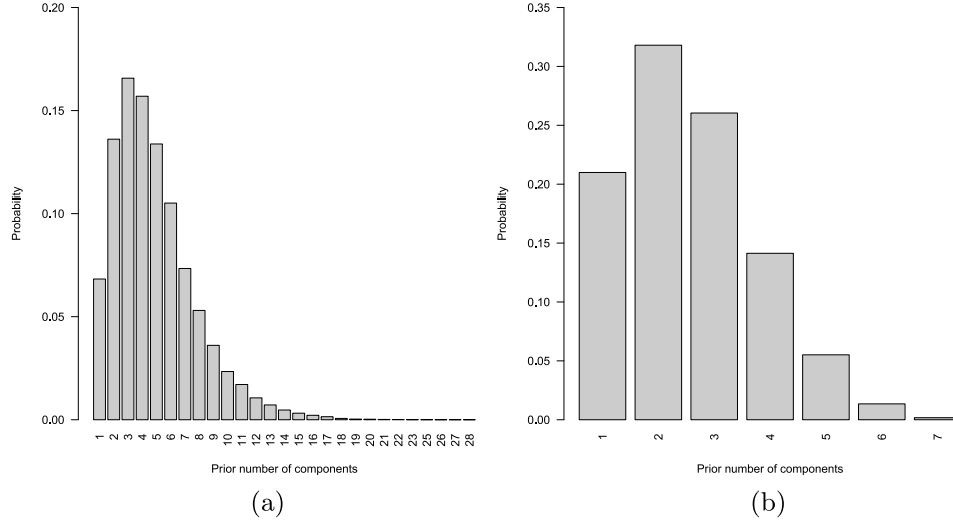 0.20
0.15
0.10
0.05
0.00
Probability
1 2 3 4 5 6 7 8 9 10 11 12 13 14 15 16 17 18 19 20 21 22 23 25 26 27 28
Prior number of components
(a)
0.35
0.30
0.25
0.20
0.15
0.10
0.05
0.00
Probability
1 2 3 4 5 6 7
Prior number of components
(b)